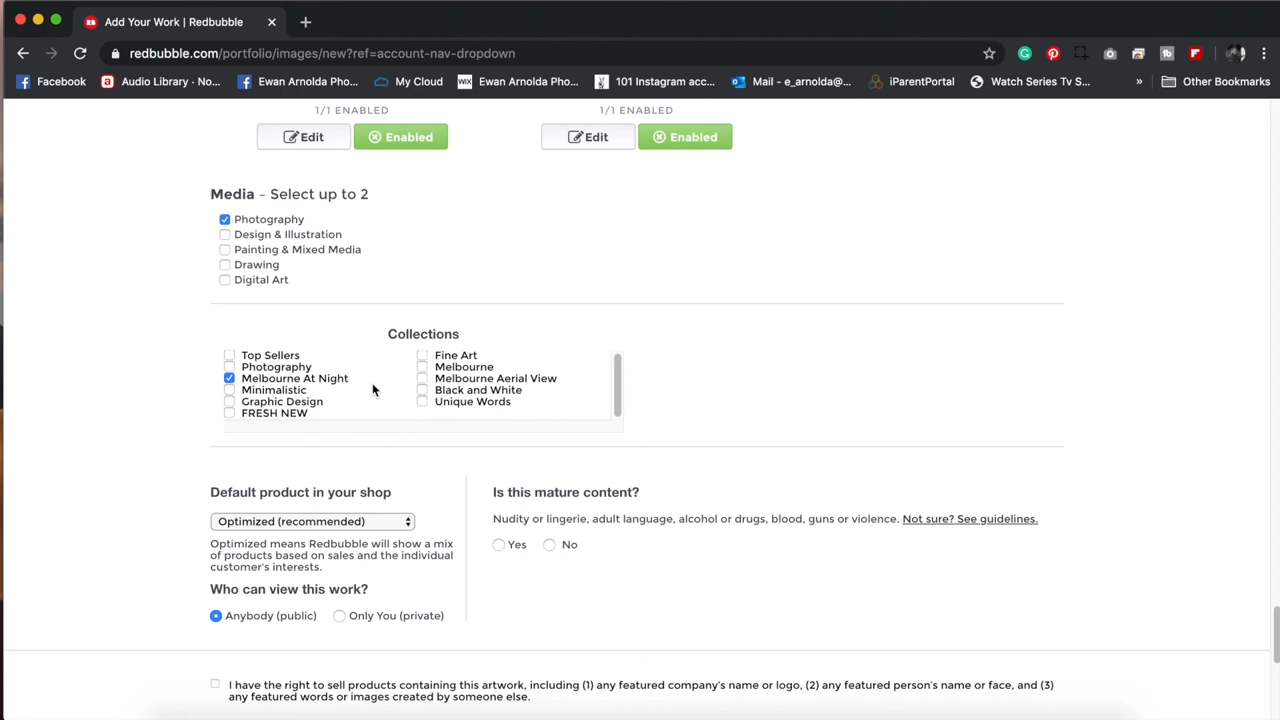 Add Your Work | Redbubble
redbubble.com/portfolio/images/new?ref=account-nav-dropdown
Facebook Audio Library · No... Ewan Arnolda Pho... My Cloud WIX Ewan Arnolda Pho... 101 Instagram acc... Mail - e_arnolda@... iParentPortal Watch Series Tv S... » Other Bookmarks
1/1 ENABLED 1/1 ENABLED
Edit Enabled Edit Enabled
Media - Select up to 2
Photography
Design & Illustration
Painting & Mixed Media
Drawing
Digital Art
Collections
Top Sellers Fine Art
Photography Melbourne
Melbourne At Night Melbourne Aerial View
Minimalistic Black and White
Graphic Design Unique Words
FRESH NEW
Default product in your shop Is this mature content?
Optimized (recommended) Nudity or lingerie, adult language, alcohol or drugs, blood, guns or violence. Not sure? See guidelines.
Optimized means Redbubble will show a mix Yes No
of products based on sales and the individual
customer's interests.
Who can view this work?
Anybody (public) Only You (private)
I have the right to sell products containing this artwork, including (1) any featured company's name or logo, (2) any featured person's name or face, and (3)
any featured words or images created by someone else.